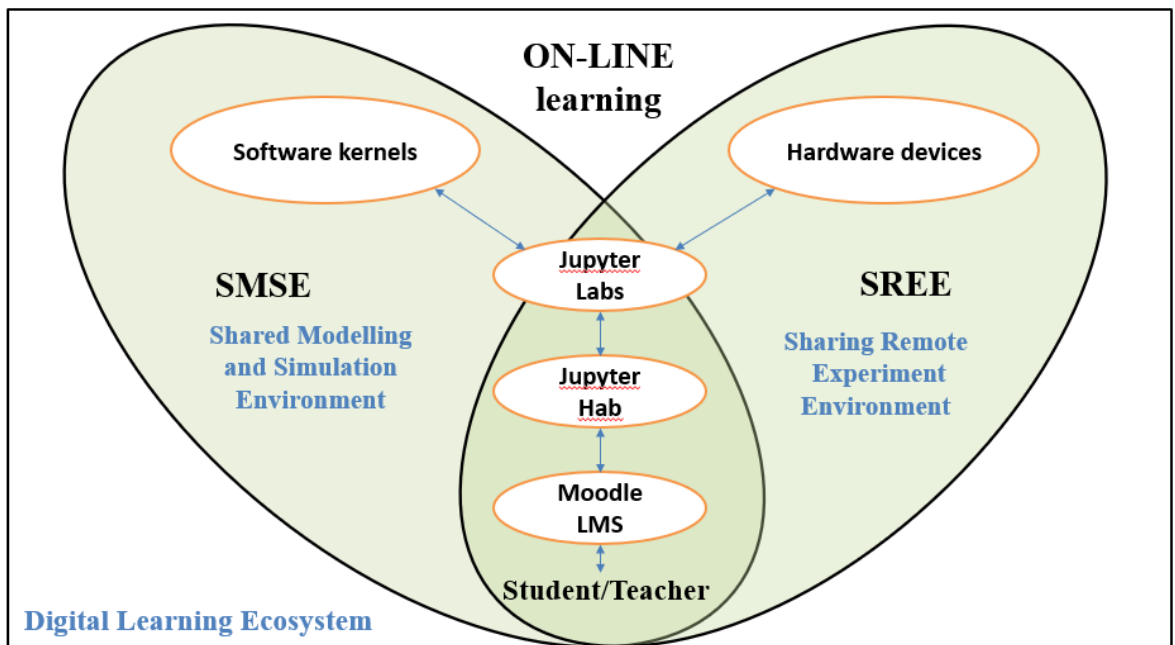 ON-LINE
learning
Software kernels
Hardware devices
Jupyter
Labs
SMSE
SREE
Shared Modelling
and Simulation
Environment
Sharing Remote
Experiment
Environment
Jupyter
Hab
Moodle
LMS
Student/Teacher
Digital Learning Ecosystem